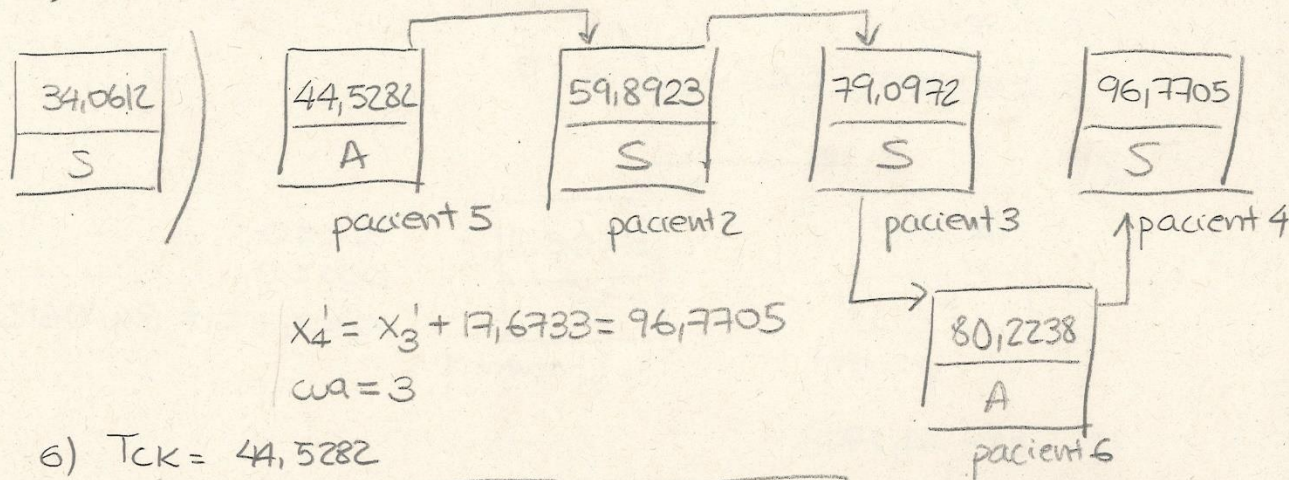 34,0612 44,5282 59,8923 79,0972 96,7705
S A S S S
pacient 5 pacient 2 pacient 3 pacient 4
x₄' = x₃' + 17,6733 = 96,7705
80,2238
cua = 3
A
6) TCK = 44,5282
pacient 6